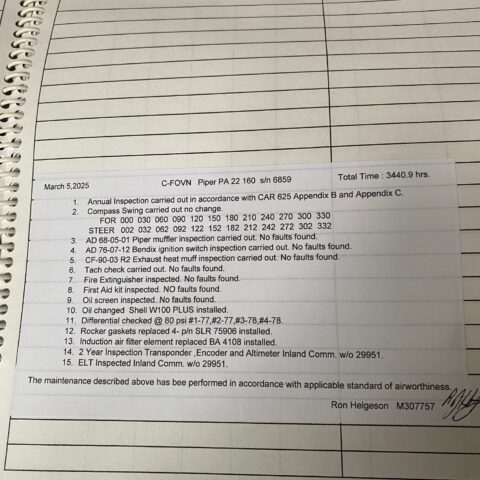 March 5,2025 C-FOVN Piper PA 22 160 s/n 6859 Total Time : 3440.9 hrs.
1. Annual Inspection carried out in accordance with CAR 625 Appendix B and Appendix C.
2. Compass Swing carried out no change.
FOR 000 030 060 090 120 150 180 210 240 270 300 330
STEER 002 032 062 092 122 152 182 212 242 272 302 332
3. AD 68-05-01 Piper muffler inspection carried out. No faults found.
4. AD 76-07-12 Bendix ignition switch inspection carried out. No faults found.
5. CF-90-03 R2 Exhaust heat muff inspection carried out. No faults found.
6. Tach check carried out. No faults found.
7. Fire Extinguisher inspected. No faults found.
8. First Aid kit inspected. NO faults found.
9. Oil screen inspected. No faults found.
10. Oil changed Shell W100 PLUS installed.
11. Differential checked @ 80 psi #1-77,#2-77,#3-78,#4-78.
12. Rocker gaskets replaced 4- p/n SLR 75906 installed.
13. Induction air filter element replaced BA 4108 installed.
14. 2 Year Inspection Transponder ,Encoder and Altimeter Inland Comm. w/o 29951.
15. ELT Inspected Inland Comm. w/o 29951.
The maintenance described above has bee performed in accordance with applicable standard of airworthiness.
Ron Helgeson M307757